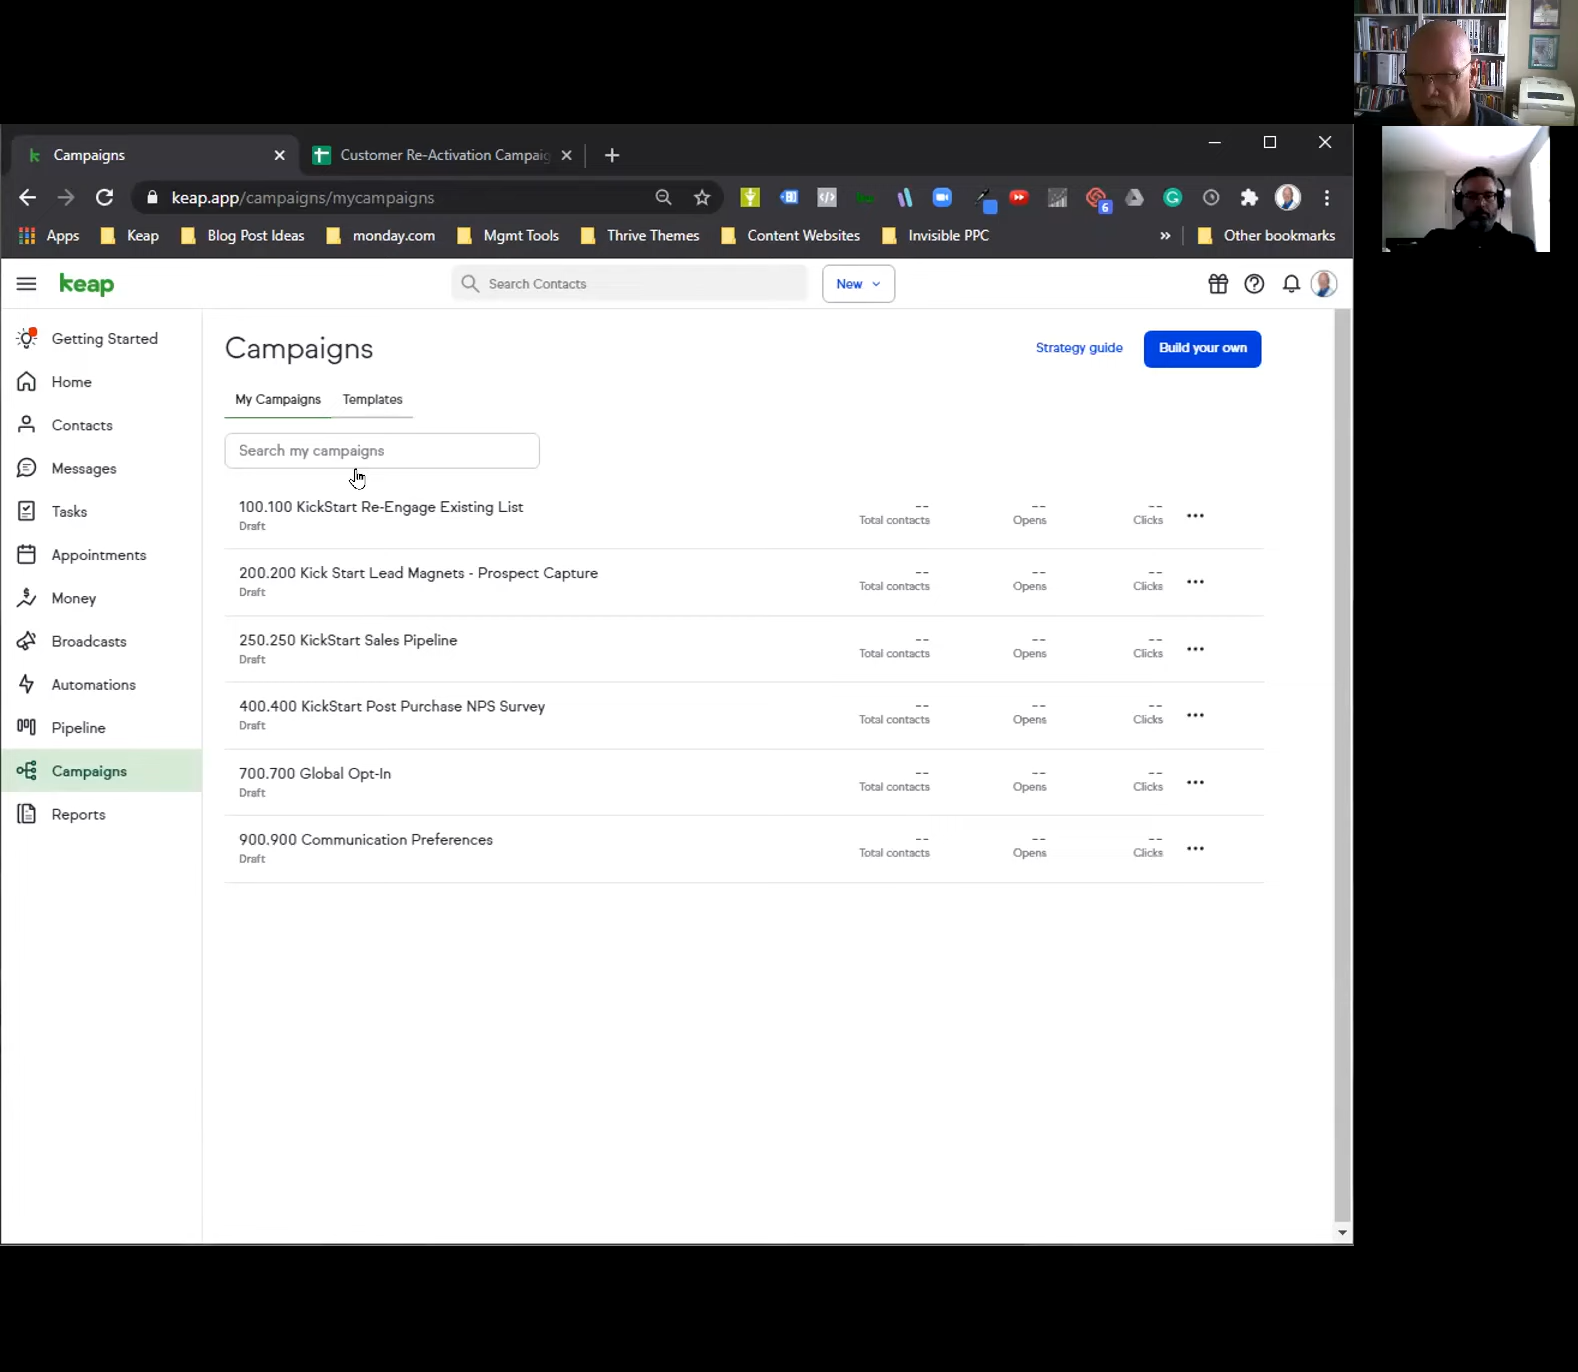 Campaigns
Customer Re-Activation Campaig
keap.app/campaigns/mycampaigns
6
Apps
Keap
Blog Post Ideas
monday.com
Mgmt Tools
Thrive Themes
Content Websites
Invisible PPC
»
Other bookmarks
keap
Search Contacts
New
Getting Started
Home
Contacts
Messages
Tasks
Appointments
Money
Broadcasts
Automations
Pipeline
Campaigns
Reports
Campaigns
Strategy guide
Build your own
My Campaigns
Templates
Search my campaigns
100.100 KickStart Re-Engage Existing List
Draft
-- Total contacts
-- Opens
-- Clicks
200.200 Kick Start Lead Magnets - Prospect Capture
Draft
-- Total contacts
-- Opens
-- Clicks
250.250 KickStart Sales Pipeline
Draft
-- Total contacts
-- Opens
-- Clicks
400.400 KickStart Post Purchase NPS Survey
Draft
-- Total contacts
-- Opens
-- Clicks
700.700 Global Opt-In
Draft
-- Total contacts
-- Opens
-- Clicks
900.900 Communication Preferences
Draft
-- Total contacts
-- Opens
-- Clicks